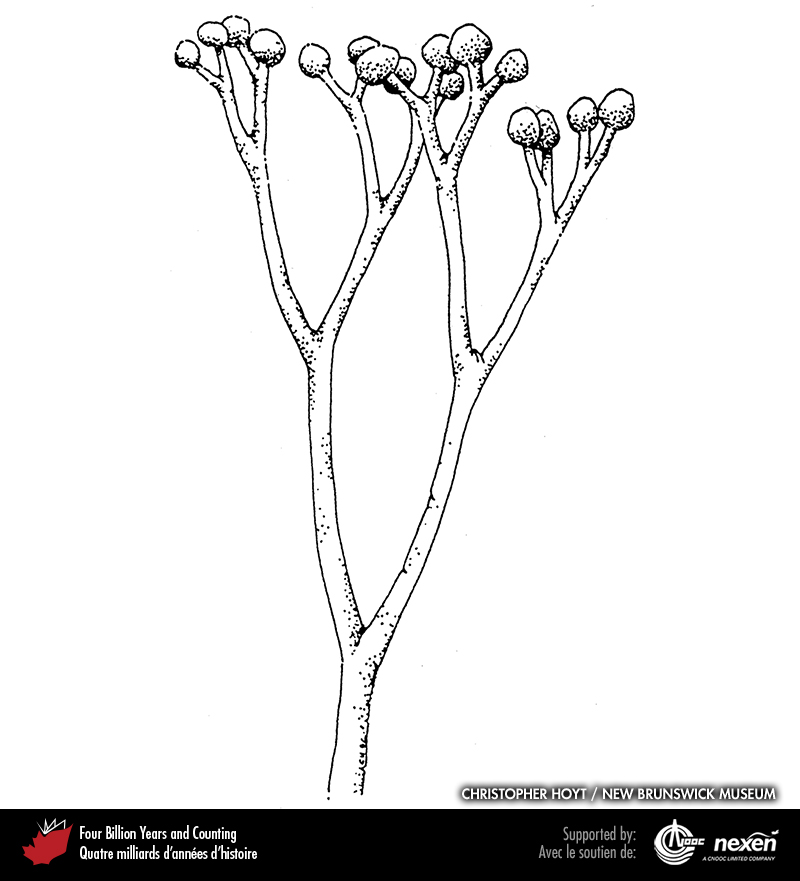 CHRISTOPHER HOYT / NEW BRUNSWICK MUSEUM
Four Billion Years and Counting
Quatre milliards d'années d'histoire
Supported by:
Avec le soutien de:
CNOOC
nexen
A CNOOC LIMITED COMPANY